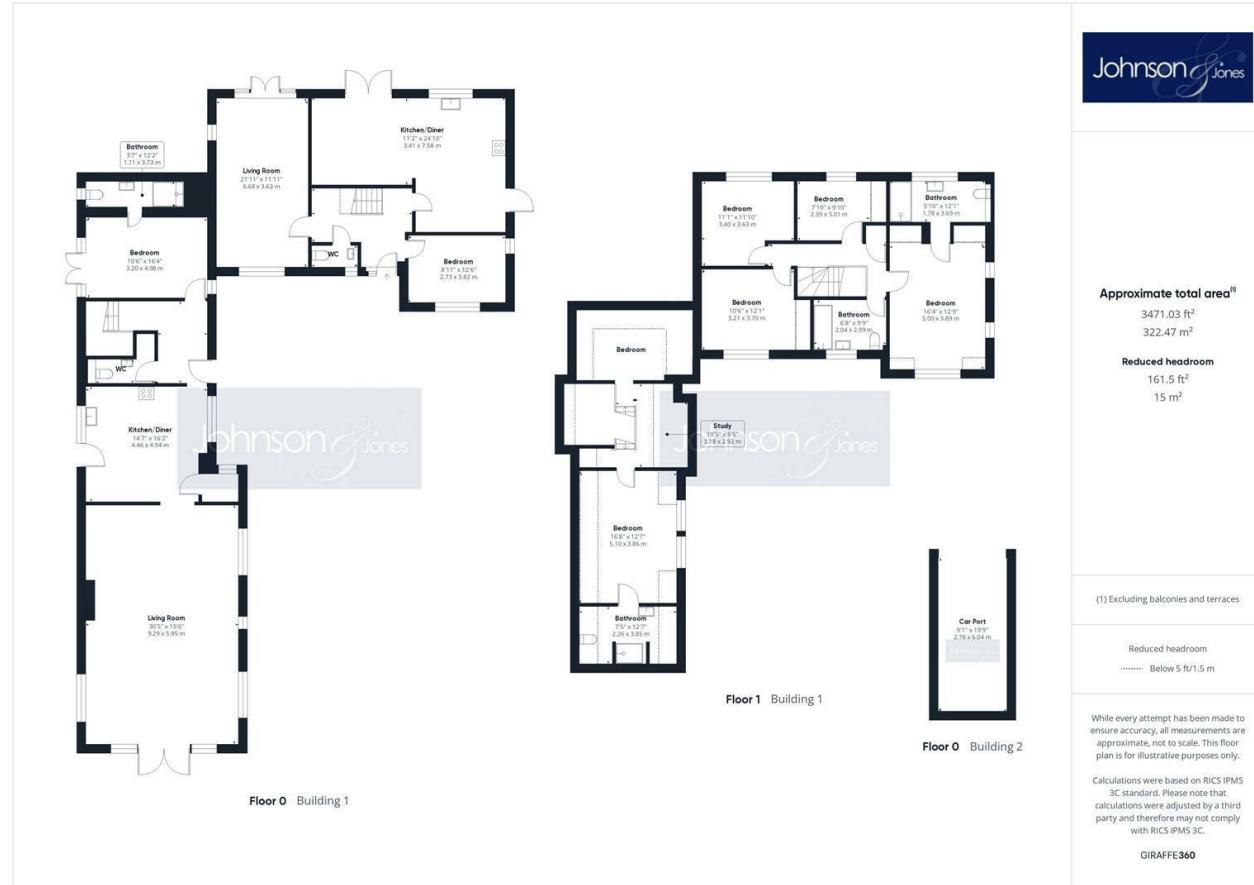 Bathroom
3'7" x 12'2"
1.11 x 3.73 m
Living Room
21'11" x 11'11"
6.68 x 3.63 m
Kitchen/Diner
11'2" x 24'10"
3.41 x 7.58 m
Bedroom
10'6" x 16'4"
3.20 x 4.98 m
WC
Bedroom
8'11" x 12'6"
2.73 x 3.82 m
WC
Kitchen/Diner
14'7" x 16'2"
4.46 x 4.94 m
Johnson & Jones
Living Room
30'5" x 19'6"
9.29 x 5.95 m
Floor 0 Building 1
Bedroom
11'1" x 11'10"
3.40 x 3.63 m
Bedroom
7'10" x 9'10"
2.39 x 3.01 m
Bathroom
5'10" x 12'1"
1.78 x 3.69 m
Bedroom
10'6" x 12'1"
3.21 x 3.70 m
Bathroom
6'8" x 9'9"
2.04 x 2.99 m
Bedroom
16'4" x 12'9"
5.00 x 3.89 m
Bedroom
Study
10'5" x 9'6"
3.18 x 2.92 m
Johnson & Jones
Bedroom
16'8" x 12'7"
5.10 x 3.86 m
Bathroom
7'5" x 12'7"
2.26 x 3.85 m
Floor 1 Building 1
Car Port
9'1" x 19'9"
2.78 x 6.04 m
Johnson & Jones
Floor 0 Building 2
Johnson & Jones
Approximate total area(1)
3471.03 ft²
322.47 m²
Reduced headroom
161.5 ft²
15 m²
(1) Excluding balconies and terraces
Reduced headroom
Below 5 ft/1.5 m
While every attempt has been made to
ensure accuracy, all measurements are
approximate, not to scale. This floor
plan is for illustrative purposes only.
Calculations were based on RICS IPMS
3C standard. Please note that
calculations were adjusted by a third
party and therefore may not comply
with RICS IPMS 3C.
GIRAFFE360